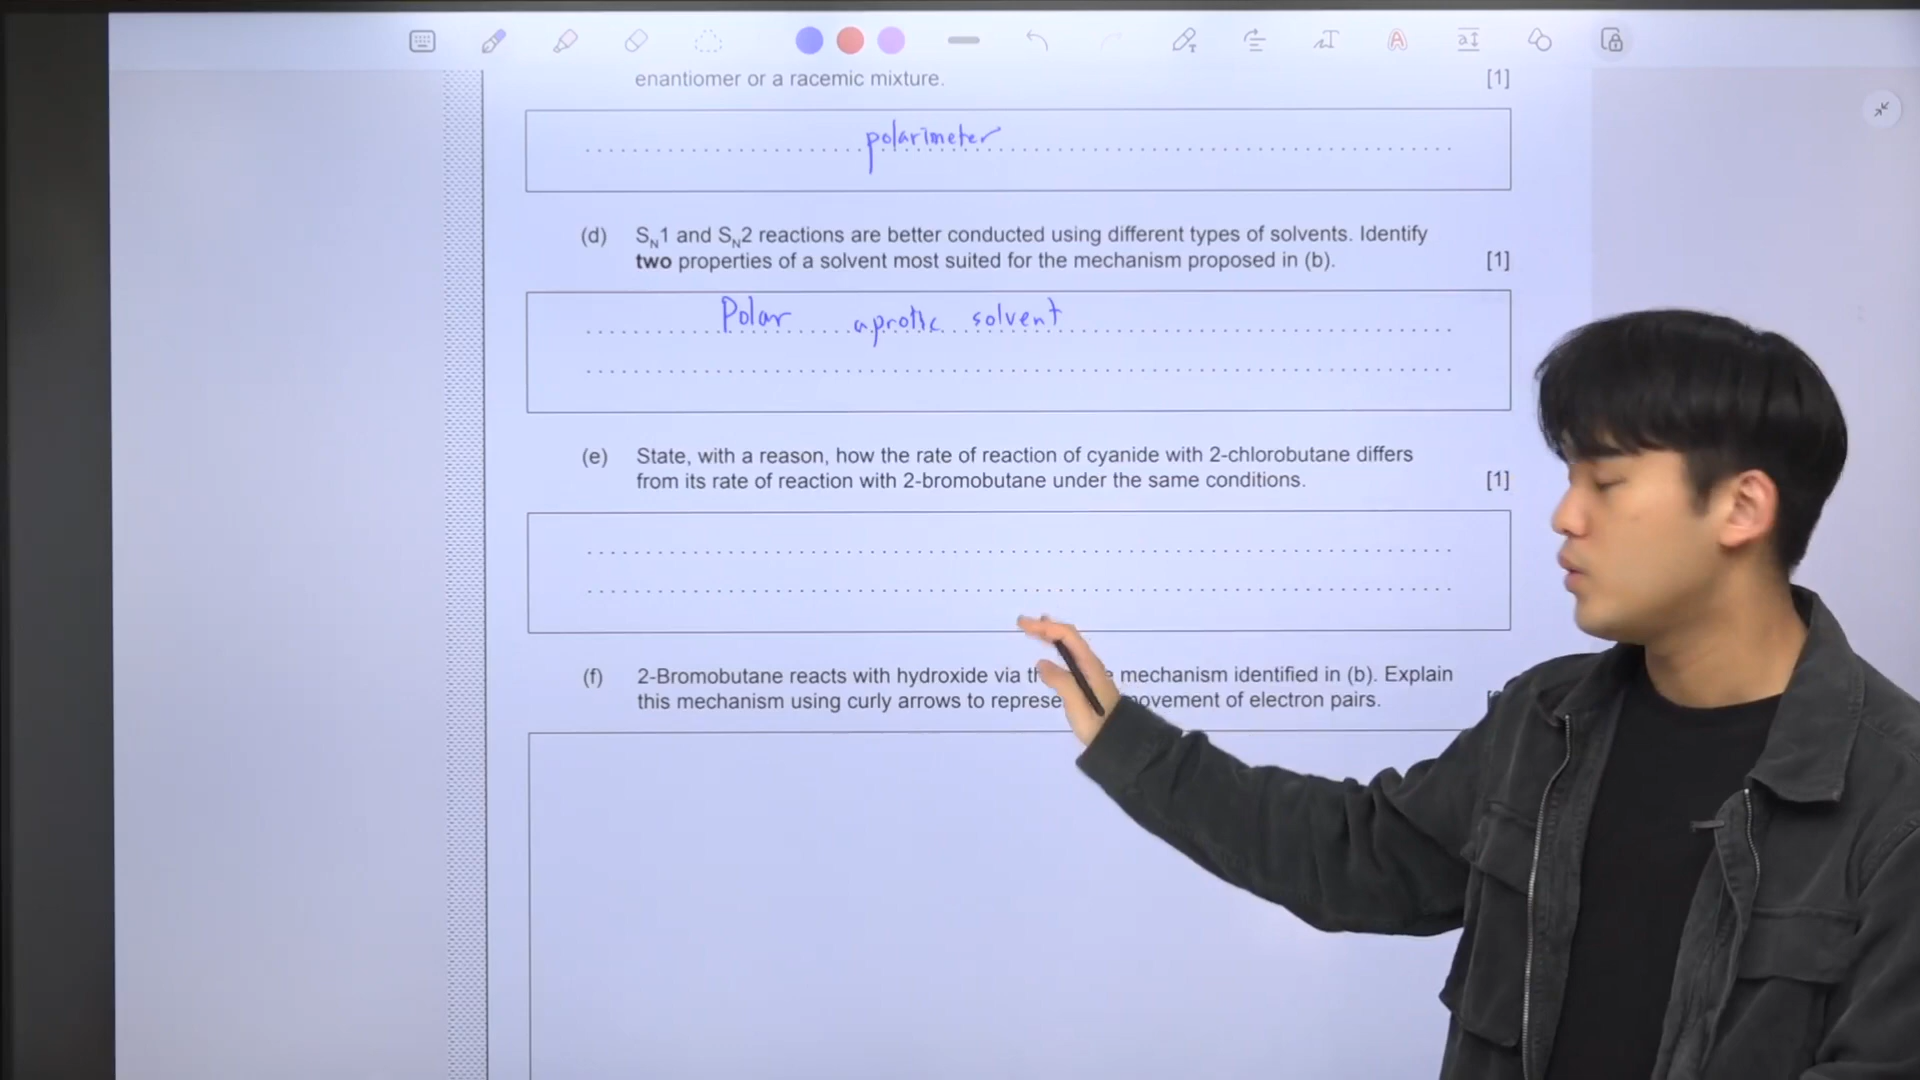 enantiomer or a racemic mixture. [1]
polarimeter
(d) SN1 and SN2 reactions are better conducted using different types of solvents. Identify
two properties of a solvent most suited for the mechanism proposed in (b). [1]
Polar aprotic solvent
(e) State, with a reason, how the rate of reaction of cyanide with 2-chlorobutane differs
from its rate of reaction with 2-bromobutane under the same conditions. [1]
(f) 2-Bromobutane reacts with hydroxide via mechanism identified in (b). Explain
this mechanism using curly arrows to represe ovement of electron pairs.